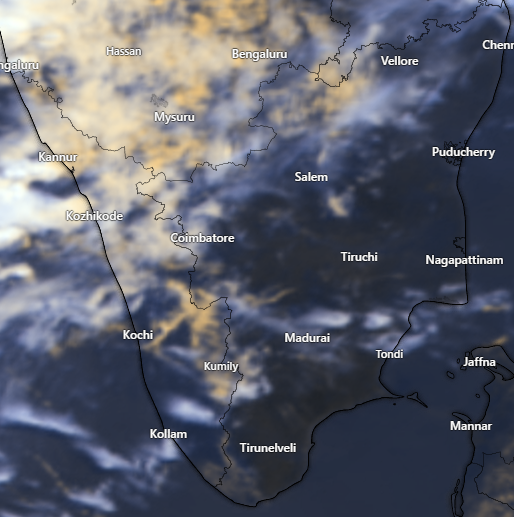 Hassan
Bengaluru
Chenn
ngaluru
Vellore
Mysuru
Kannur
Puducherry
Salem
Kozhikode
Coimbatore
Tiruchi
Nagapattinam
Kochi
Madurai
Tondi
Jaffna
Kumily
Mannar
Kollam
Tirunelveli